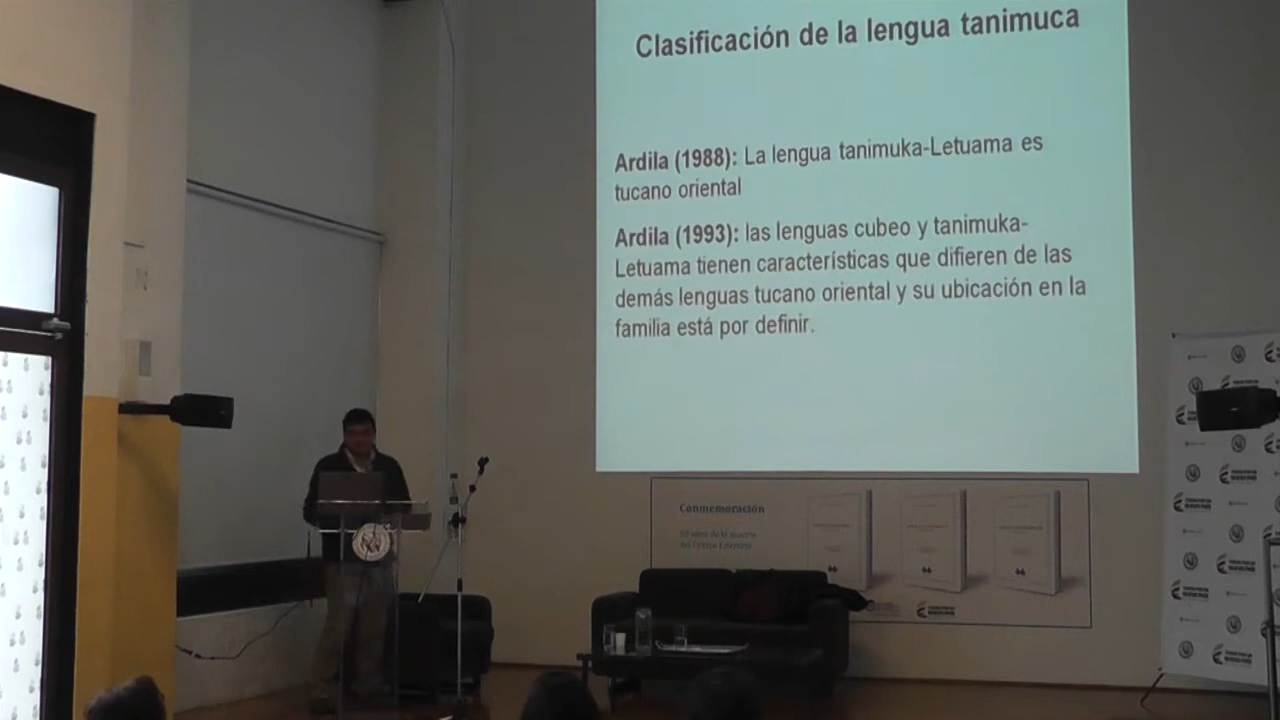 Clasificación de la lengua tanimuca
Ardila (1988): La lengua tanimuka-Letuama es
tucano oriental
Ardila (1993): las lenguas cubeo y tanimuka-
Letuama tienen características que difieren de las
demás lenguas tucano oriental y su ubicación en la
familia está por definir.
Conmemoración